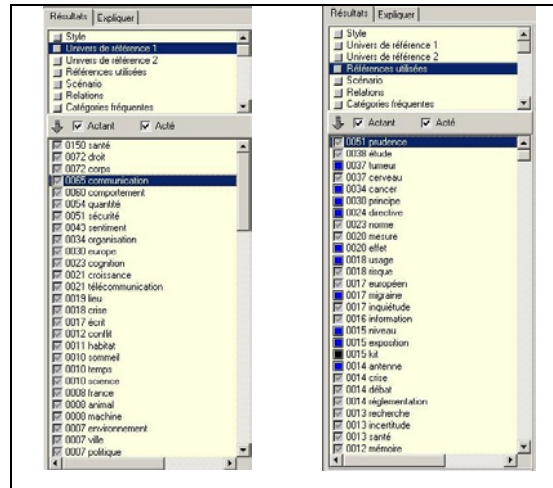 Résultats Expliquer
Style
Univers de référence 1
Univers de référence 2
Références utilisées
Scénario
Relations
Catégories fréquentes
Actant Acté
0150 santé
0072 droit
0072 corps
0065 communication
0060 comportement
0054 quantité
0051 sécurité
0043 sentiment
0034 organisation
0030 europe
0023 cognition
0021 croissance
0021 télécommunication
0019 lieu
0018 crise
0017 écrit
0012 conflit
0011 habitat
0010 sommeil
0010 temps
0010 science
0008 france
0008 animal
0008 machine
0007 environnement
0007 ville
0007 politique
Résultats Expliquer
Style
Univers de référence 1
Univers de référence 2
Références utilisées
Scénario
Relations
Catégories fréquentes
Actant Acté
0051 prudence
0038 étude
0037 tumeur
0037 cerveau
0034 cancer
0030 principe
0024 directive
0023 norme
0020 mesure
0020 effet
0018 usage
0018 risque
0017 européen
0017 migraine
0017 inquiétude
0016 information
0015 niveau
0015 exposition
0015 kit
0014 antenne
0014 crise
0014 débat
0014 réglementation
0013 recherche
0013 incertitude
0013 santé
0012 mémoire